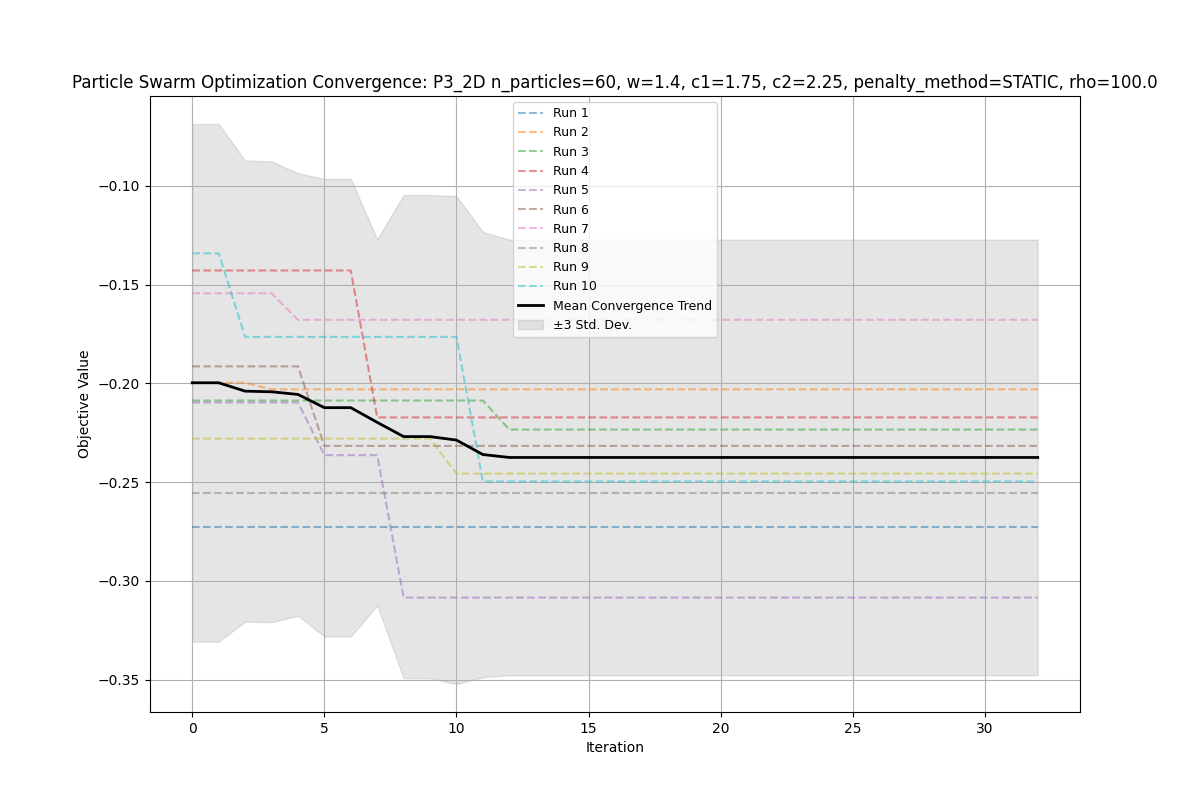 Particle Swarm Optimization Convergence: P3_2D n_particles=60, w=1.4, c1=1.75, c2=2.25, penalty_method=STATIC, rho=100.0
Run 1
Run 2
Run 3
Run 4
Run 5
Run 6
Run 7
Run 8
Run 9
Run 10
Mean Convergence Trend
±3 Std. Dev.
Objective Value
−0.10
−0.15
−0.20
−0.25
−0.30
−0.35
0 5 10 15 20 25 30
Iteration